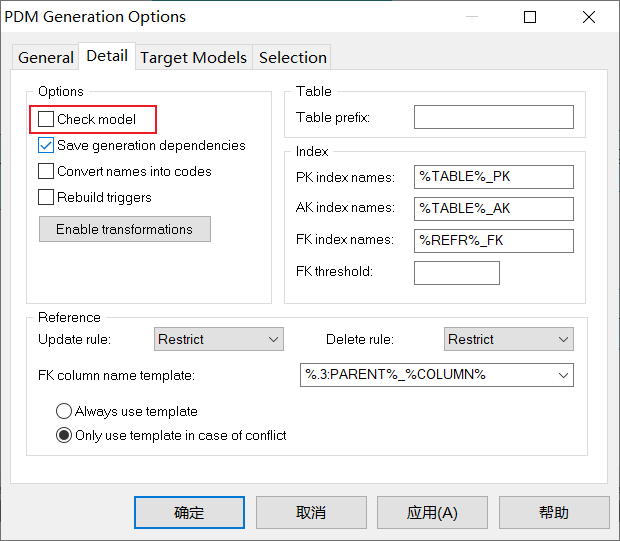 PDM Generation Options
General Detail Target Models Selection
Options
Check model
Save generation dependencies
Convert names into codes
Rebuild triggers
Enable transformations
Table
Table prefix:
Index
PK index names: %TABLE%_PK
AK index names: %TABLE%_AK
FK index names: %REFR%_FK
FK threshold:
Reference
Update rule: Restrict Delete rule: Restrict
FK column name template: %.3:PARENT%_%COLUMN%
Always use template
Only use template in case of conflict
确定 取消 应用(A) 帮助